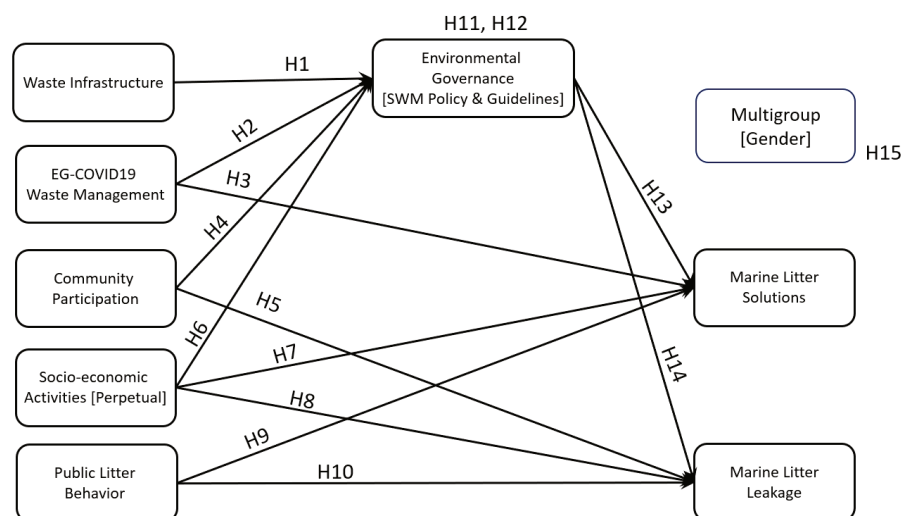 H11, H12
Waste Infrastructure
H1
Environmental
Governance
[SWM Policy & Guidelines]
Multigroup
[Gender]
H15
EG-COVID19
Waste Management
H2
H3
H13
Community
Participation
H4
H5
Marine Litter
Solutions
Socio-economic
Activities [Perpetual]
H6
H7
H8
H14
Public Litter
Behavior
H9
H10
Marine Litter
Leakage